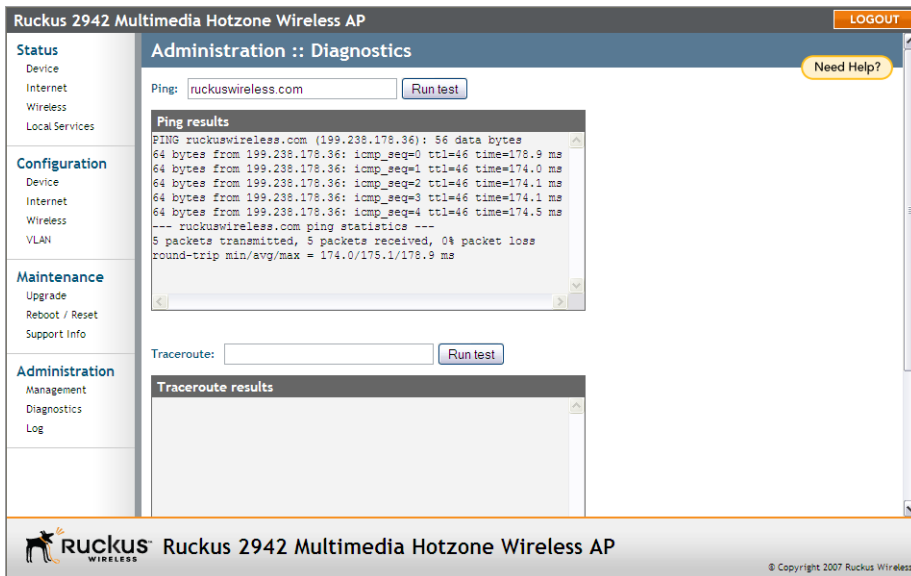 Ruckus 2942 Multimedia Hotzone Wireless AP
LOGOUT
Status
Device
Internet
Wireless
Local Services
Configuration
Device
Internet
Wireless
VLAN
Maintenance
Upgrade
Reboot / Reset
Support Info
Administration
Management
Diagnostics
Log
Administration :: Diagnostics
Need Help?
Ping: ruckuswireless.com Run test
Ping results
PING ruckuswireless.com (199.238.178.36): 56 data bytes
64 bytes from 199.238.178.36: icmp_seq=0 ttl=46 time=178.9 ms
64 bytes from 199.238.178.36: icmp_seq=1 ttl=46 time=174.0 ms
64 bytes from 199.238.178.36: icmp_seq=2 ttl=46 time=174.1 ms
64 bytes from 199.238.178.36: icmp_seq=3 ttl=46 time=174.1 ms
64 bytes from 199.238.178.36: icmp_seq=4 ttl=46 time=174.5 ms
--- ruckuswireless.com ping statistics ---
5 packets transmitted, 5 packets received, 0% packet loss
round-trip min/avg/max = 174.0/175.1/178.9 ms
Traceroute: Run test
Traceroute results
RUCKUS™
WIRELESS
Ruckus 2942 Multimedia Hotzone Wireless AP
© Copyright 2007 Ruckus Wireless